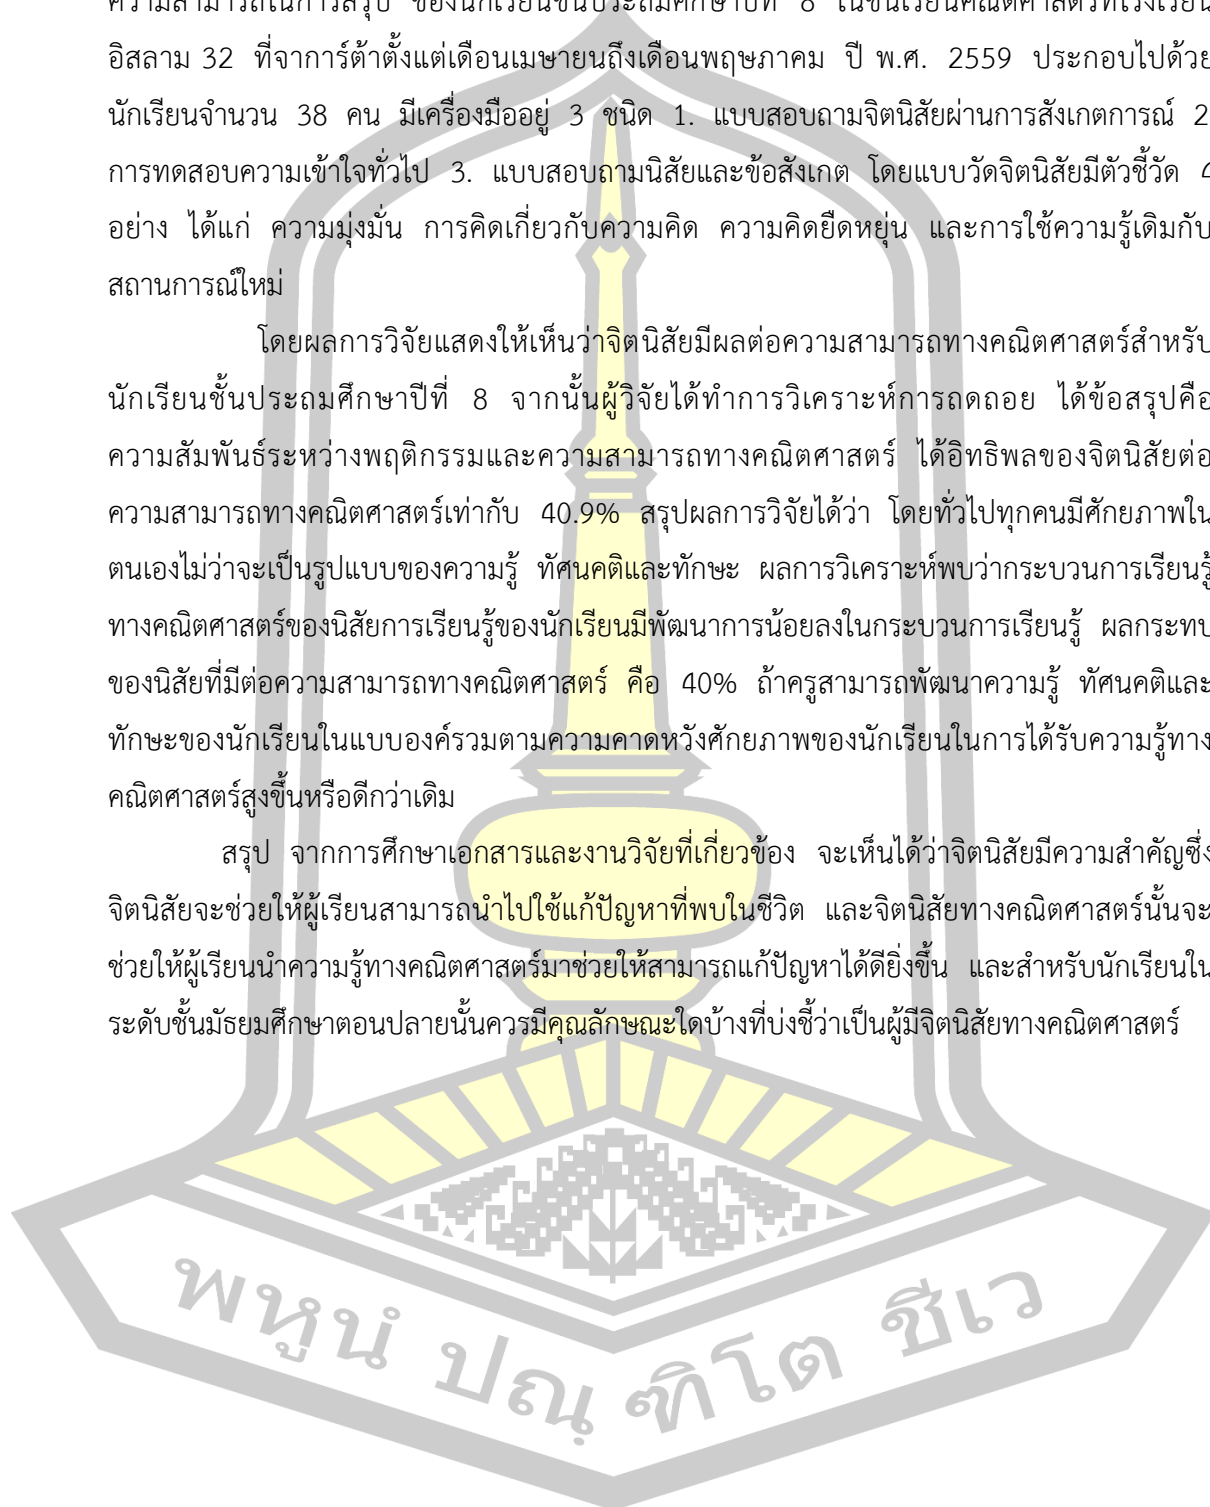 ความสามารถในการสรุป ของนักเรียนชั้นประถมศึกษาปีที่ 8 ในชั้นเรียนคณิตศาสตร์ที่โรงเรียน
อิสลาม 32 ที่จาการ์ต้าตั้งแต่เดือนเมษายนถึงเดือนพฤษภาคม ปี พ.ศ. 2559 ประกอบไปด้วย
นักเรียนจำนวน 38 คน มีเครื่องมืออยู่ 3 ชนิด 1. แบบสอบถามจิตนิสัยผ่านการสังเกตการณ์ 2
การทดสอบความเข้าใจทั่วไป 3. แบบสอบถามนิสัยและข้อสังเกต โดยแบบวัดจิตนิสัยมีตัวชี้วัด 4
อย่าง ได้แก่ ความมุ่งมั่น การคิดเกี่ยวกับความคิด ความคิดยืดหยุ่น และการใช้ความรู้เดิมกับ
สถานการณ์ใหม่
โดยผลการวิจัยแสดงให้เห็นว่าจิตนิสัยมีผลต่อความสามารถทางคณิตศาสตร์สำหรับ
นักเรียนชั้นประถมศึกษาปีที่ 8 จากนั้นผู้วิจัยได้ทำการวิเคราะห์การถดถอย ได้ข้อสรุปคือ
ความสัมพันธ์ระหว่างพฤติกรรมและความสามารถทางคณิตศาสตร์ ได้อิทธิพลของจิตนิสัยต่อ
ความสามารถทางคณิตศาสตร์เท่ากับ 40.9% สรุปผลการวิจัยได้ว่า โดยทั่วไปทุกคนมีศักยภาพใน
ตนเองไม่ว่าจะเป็นรูปแบบของความรู้ ทัศนคติและทักษะ ผลการวิเคราะห์พบว่ากระบวนการเรียนรู้
ทางคณิตศาสตร์ของนิสัยการเรียนรู้ของนักเรียนมีพัฒนาการน้อยลงในกระบวนการเรียนรู้ ผลกระทบ
ของนิสัยที่มีต่อความสามารถทางคณิตศาสตร์ คือ 40% ถ้าครูสามารถพัฒนาความรู้ ทัศนคติและ
ทักษะของนักเรียนในแบบองค์รวมตามความคาดหวังศักยภาพของนักเรียนในการได้รับความรู้ทาง
คณิตศาสตร์สูงขึ้นหรือดีกว่าเดิม
สรุป จากการศึกษาเอกสารและงานวิจัยที่เกี่ยวข้อง จะเห็นได้ว่าจิตนิสัยมีความสำคัญซึ่ง
จิตนิสัยจะช่วยให้ผู้เรียนสามารถนำไปใช้แก้ปัญหาที่พบในชีวิต และจิตนิสัยทางคณิตศาสตร์นั้นจะ
ช่วยให้ผู้เรียนนำความรู้ทางคณิตศาสตร์มาช่วยให้สามารถแก้ปัญหาได้ดียิ่งขึ้น และสำหรับนักเรียนใน
ระดับชั้นมัธยมศึกษาตอนปลายนั้นควรมีคุณลักษณะใดบ้างที่บ่งชี้ว่าเป็นผู้มีจิตนิสัยทางคณิตศาสตร์
พหูนํ ปณฺฑิโต ชีเว